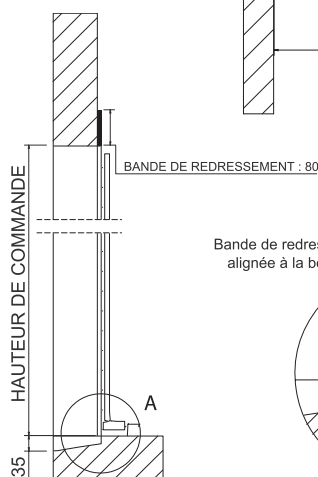 BANDE DE REDRESSEMENT : 80
HAUTEUR DE COMMANDE
Bande de redres
alignée à la b
A
35